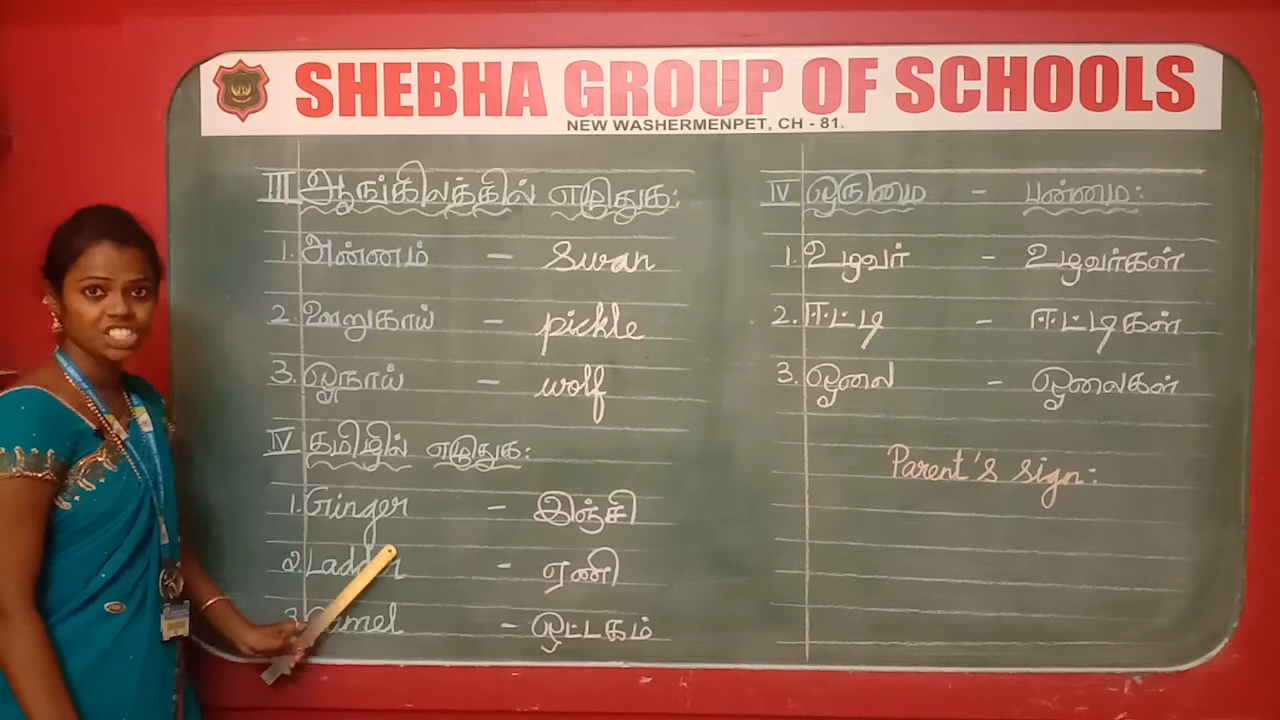 SHEBHA GROUP OF SCHOOLS
NEW WASHERMENPET, CH - 81.
III ஆங்கிலத்தில் எழுதுக:
1. அண்ணம் - Swan
2. ஊறுகாய் - pickle
3. ஓநாய் - wolf
IV தமிழில் எழுதுக:
1. Ginger - இஞ்சி
2. Ladder - ஏணி
3. Camel - ஒட்டகம்
IV ஒருமை - பன்மை:
1. உழவர் - உழவர்கள்
2. ஈட்டி - ஈட்டிகள்
3. ஓலை - ஓலைகள்
Parent's sign: